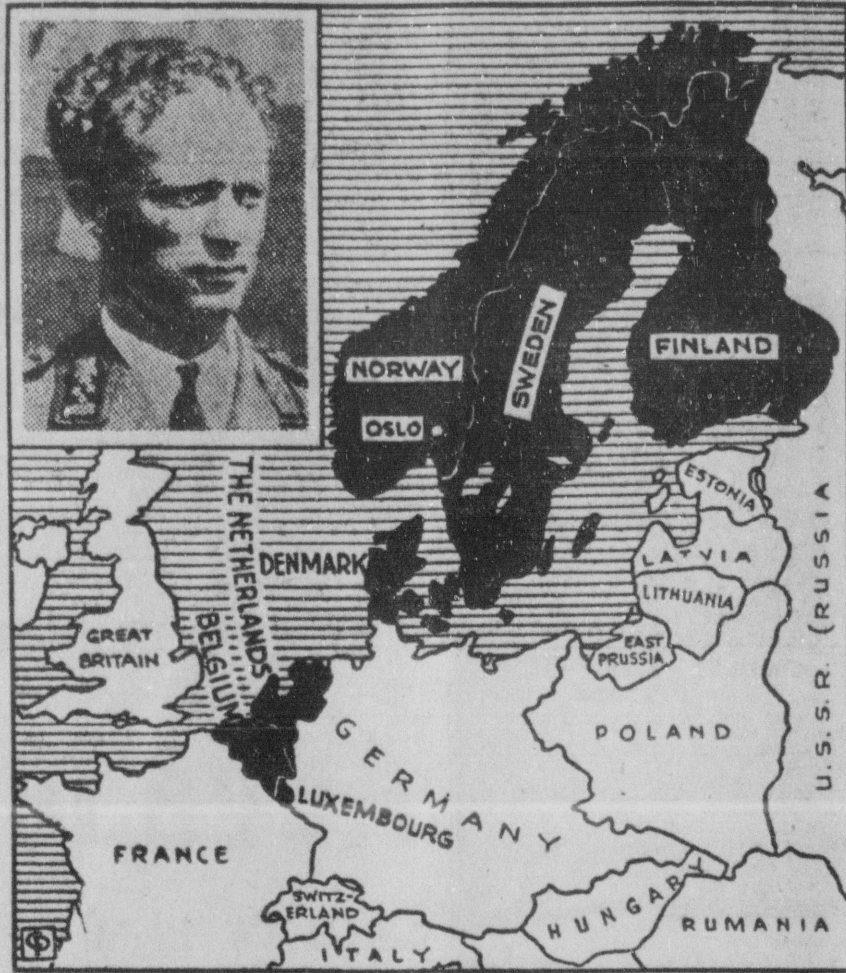 NORWAY
OSLO
SWEDEN
FINLAND
ESTONIA
LATVIA
LITHUANIA
EAST
PRUSSIA
U.S.S.R. (RUSSIA
THE NETHERLANDS
DENMARK
BELGIUM
GREAT
BRITAIN
POLAND
GERMANY
LUXEMBOURG
FRANCE
SWITZ-
ERLAND
HUNGARY
RUMANIA
ITALY